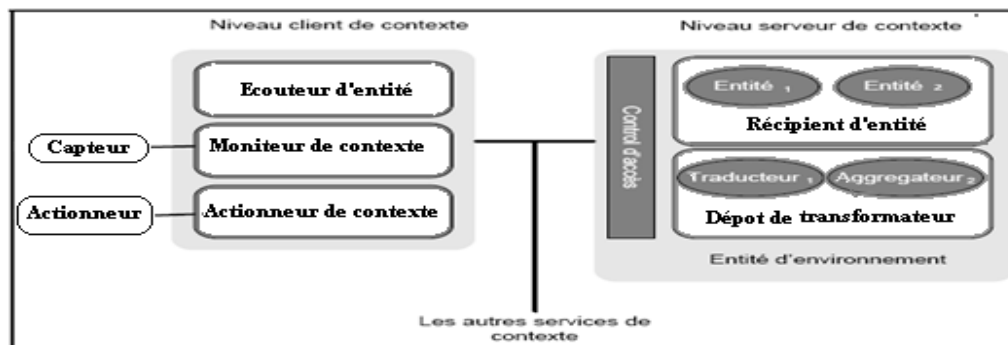 Niveau client de contexte
Ecouteur d'entité
Capteur
Moniteur de contexte
Actionneur
Actionneur de contexte
Niveau serveur de contexte
Control d'accès
Entité 1
Entité 2
Récipient d'entité
Traducteur 1
Aggregateur 2
Dépot de transformateur
Entité d'environnement
Les autres services de
contexte